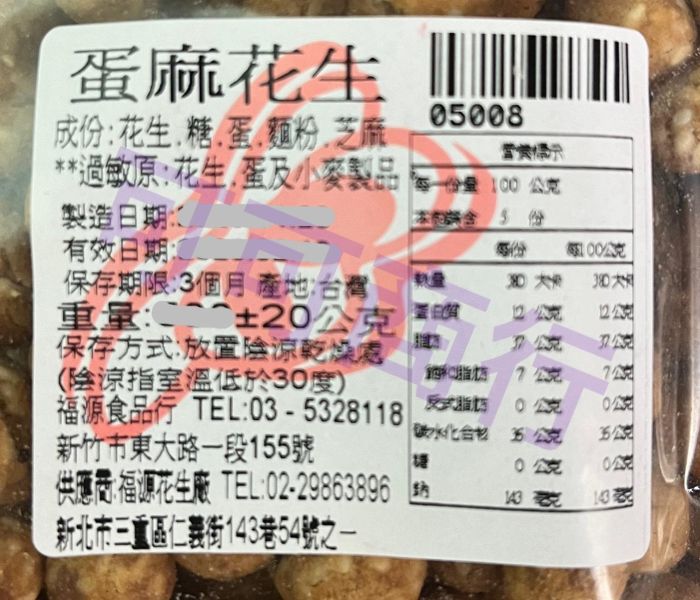 蛋麻花生
05008
成份:花生.糖.蛋.麵粉.芝麻
**過敏原:花生.蛋及小麥製品
製造日期:
有效日期:
保存期限:3個月 產地:台灣
重量: ±20公克
保存方式:放置陰涼乾燥處
(陰涼指室溫低於30度)
福源食品行 TEL:03-5328118
新竹市東大路一段155號
供應商:福源花生廠 TEL:02-29863896
新北市三重區仁義街143巷54號之一
營養標示
每一份量 100 公克
本包裝含 5 份
每份 每100公克
熱量 大卡 大卡
蛋白質 12 公克 12 公克
脂肪 37 公克 37 公克
飽和脂肪 7 公克 7 公克
反式脂肪 0 公克 0 公克
碳水化合物 公克 公克
糖 0 公克 0 公克
鈉 143 毫克 143 毫克